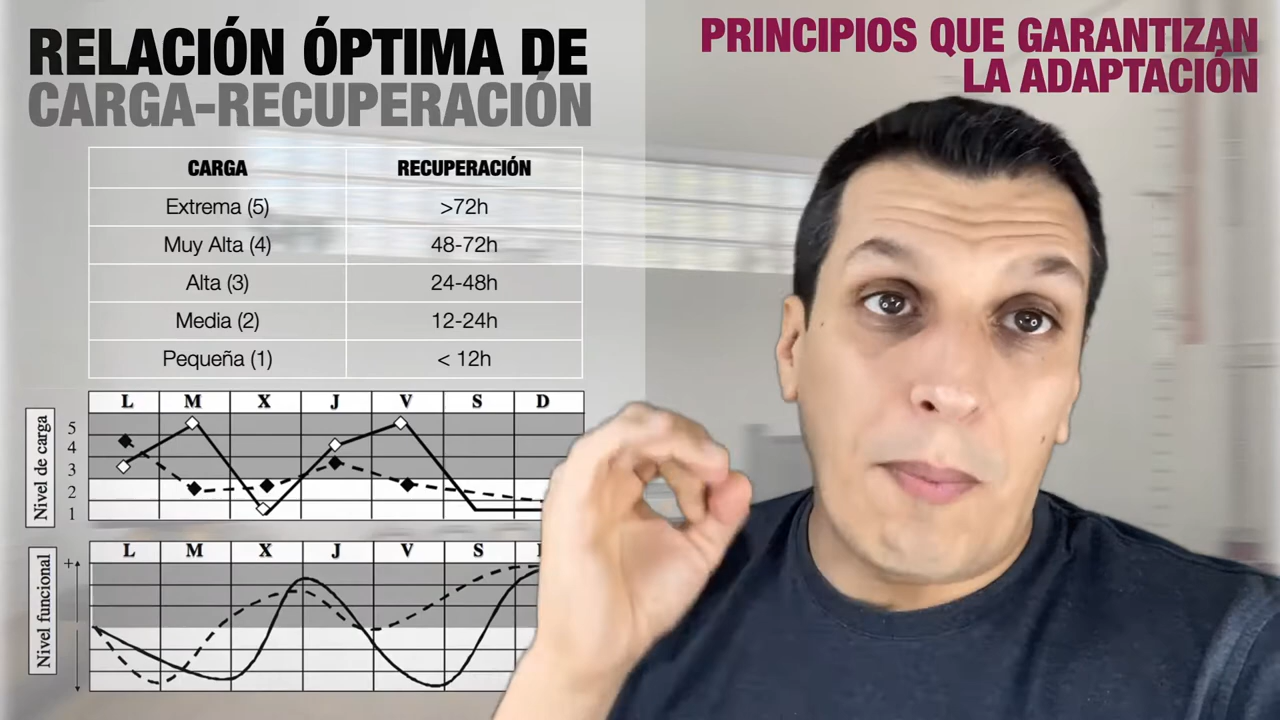 RELACIÓN ÓPTIMA DE
CARGA-RECUPERACIÓN
PRINCIPIOS QUE GARANTIZAN
LA ADAPTACIÓN
CARGA RECUPERACIÓN
Extrema (5) >72h
Muy Alta (4) 48-72h
Alta (3) 24-48h
Media (2) 12-24h
Pequeña (1) < 12h
L M X J V S D
Nivel de carga
5
4
3
2
1
L M X J V S
Nivel funcional
+
-